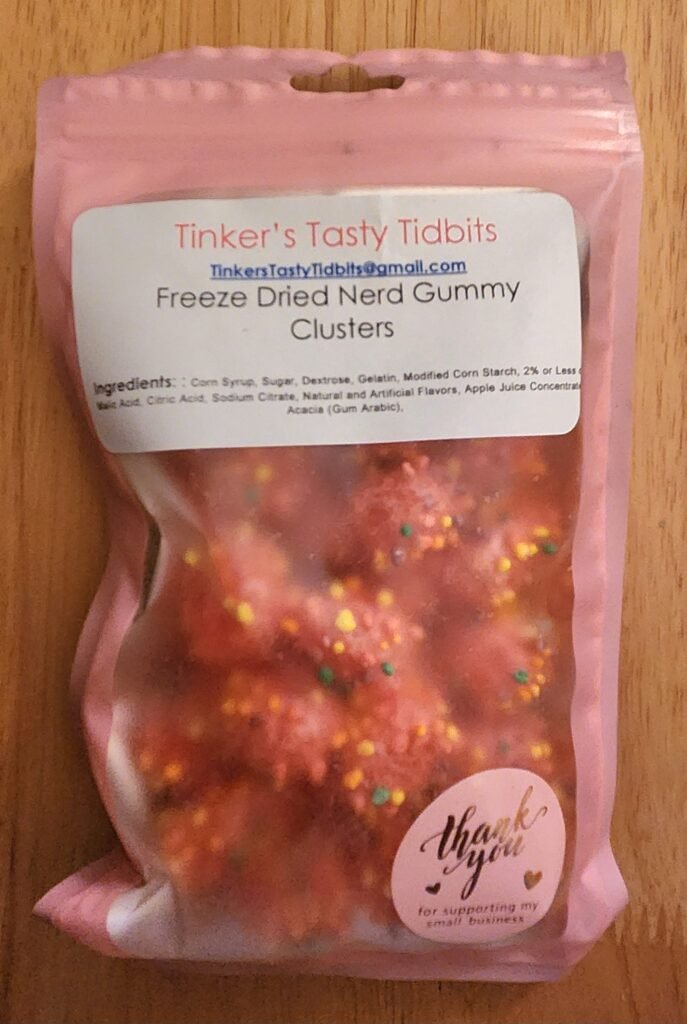 Tinker's Tasty Tidbits
TinkersTastyTidbits@gmail.com
Freeze Dried Nerd Gummy
Clusters
Ingredients: : Corn Syrup, Sugar, Dextrose, Gelatin, Modified Corn Starch, 2% or Less
Malic Acid, Citric Acid, Sodium Citrate, Natural and Artificial Flavors, Apple Juice Concentrate
Acacia (Gum Arabic),
thank
you
for supporting my
small business